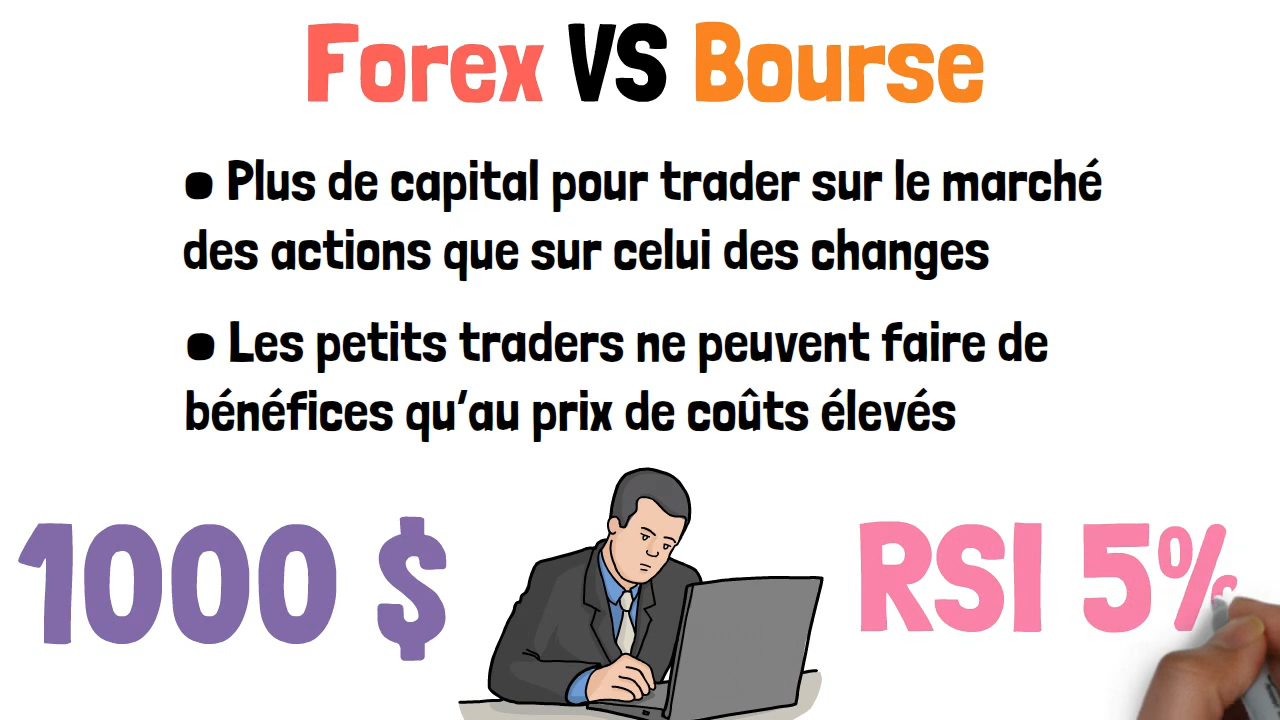 Forex VS Bourse
• Plus de capital pour trader sur le marché
des actions que sur celui des changes
• Les petits traders ne peuvent faire de
bénéfices qu’au prix de coûts élevés
1000 $
RSI 5%